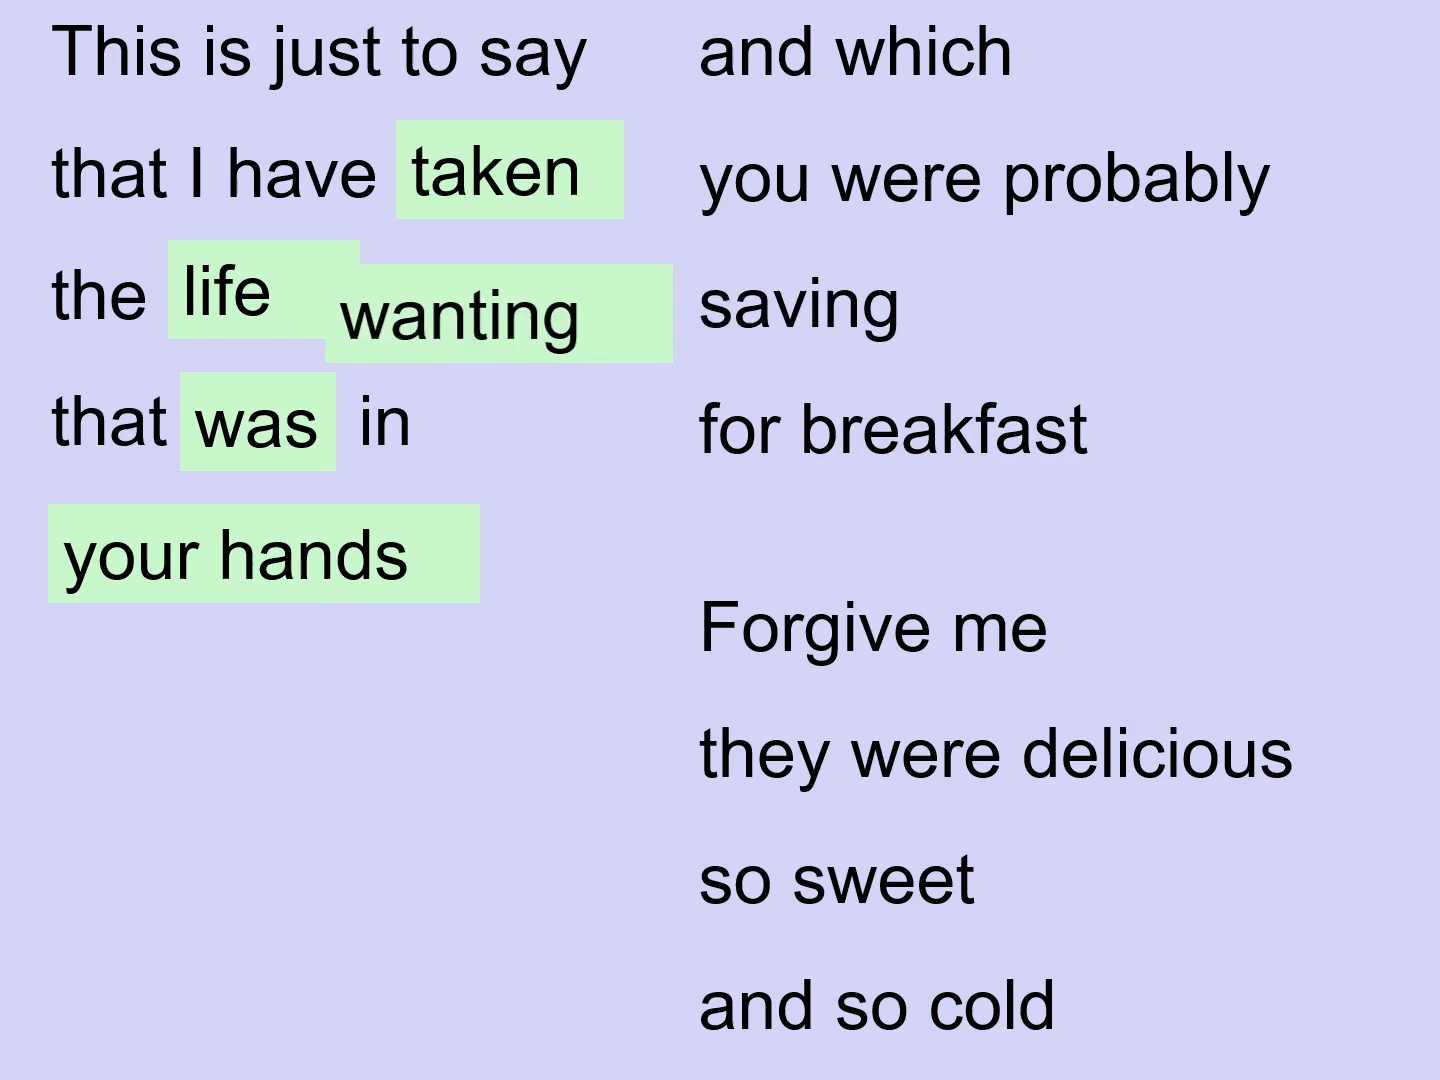 This is just to say
that I have taken
the life wanting
that was in
your hands
and which
you were probably
saving
for breakfast
Forgive me
they were delicious
so sweet
and so cold